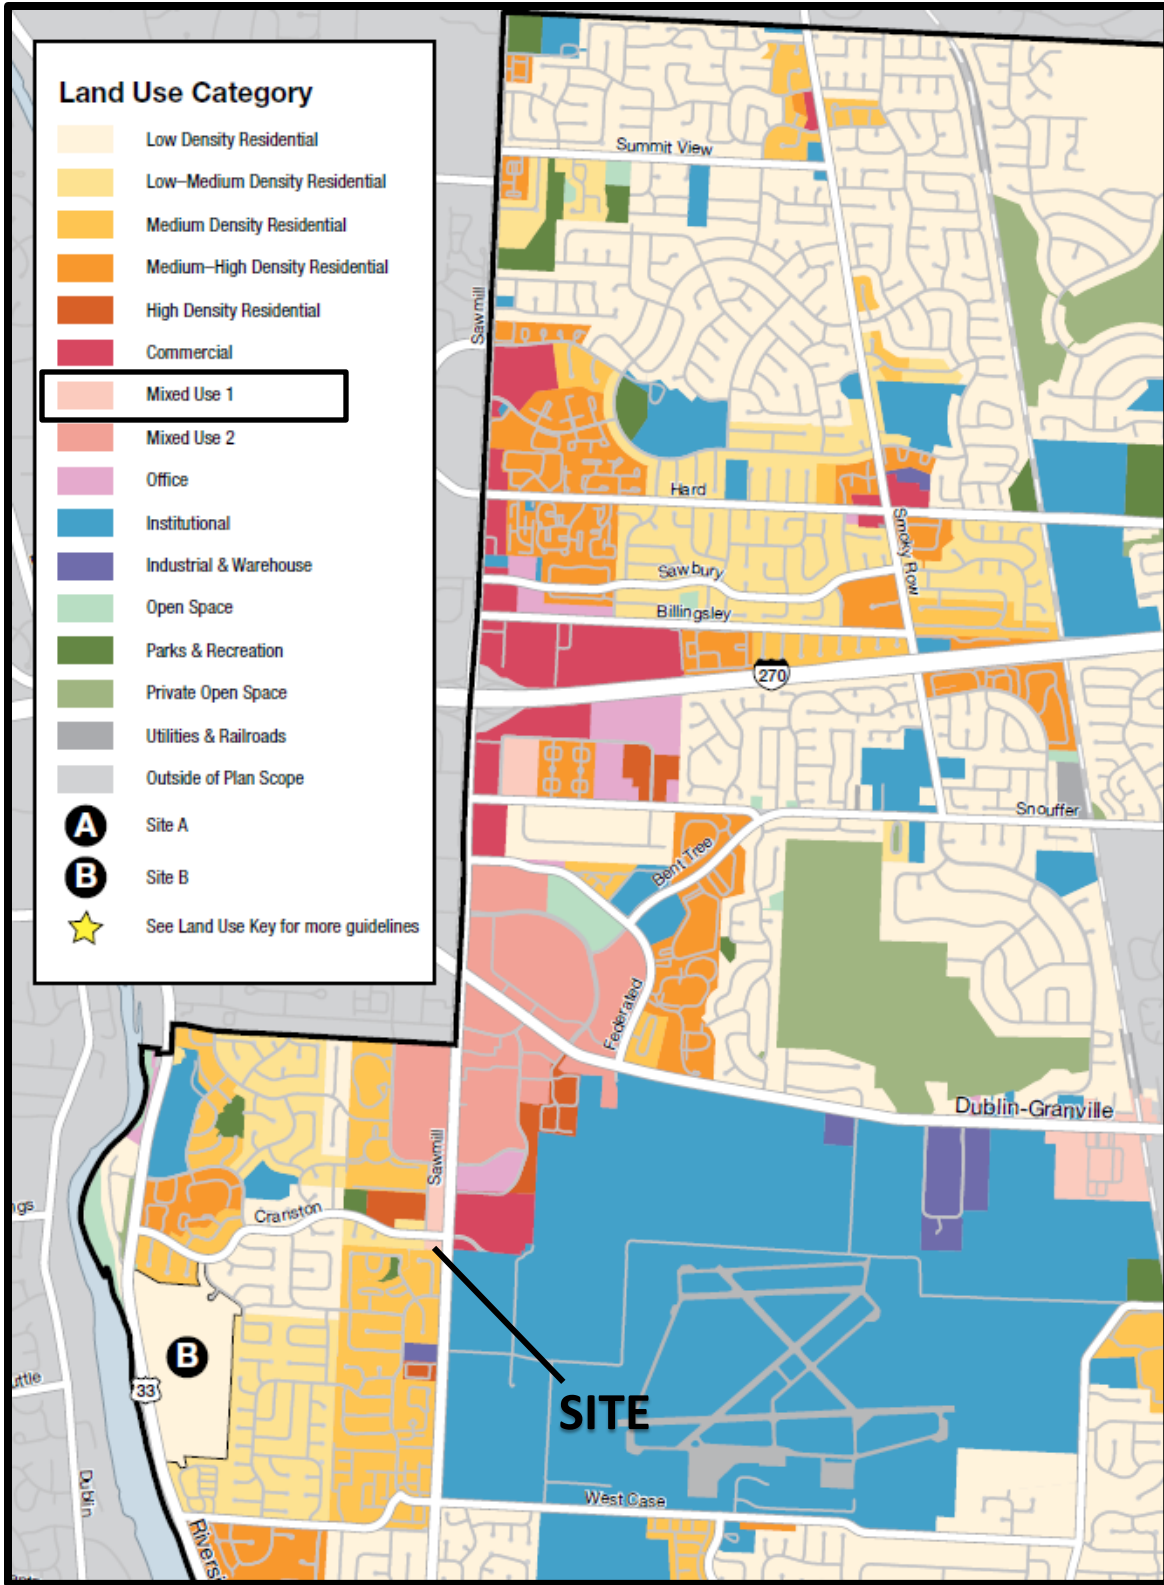 Land Use Category
Low Density Residential
Low–Medium Density Residential
Medium Density Residential
Medium–High Density Residential
High Density Residential
Commercial
Mixed Use 1
Mixed Use 2
Office
Institutional
Industrial & Warehouse
Open Space
Parks & Recreation
Private Open Space
Utilities & Railroads
Outside of Plan Scope
A Site A
B Site B
See Land Use Key for more guidelines
Summit View
Sawmill
Hard
Smoky Row
Sawbury
Billingsley
270
Snouffer
Bent Tree
Federated
Dublin-Granville
Sawmill
Cranston
B
33
SITE
Dublin
West Case